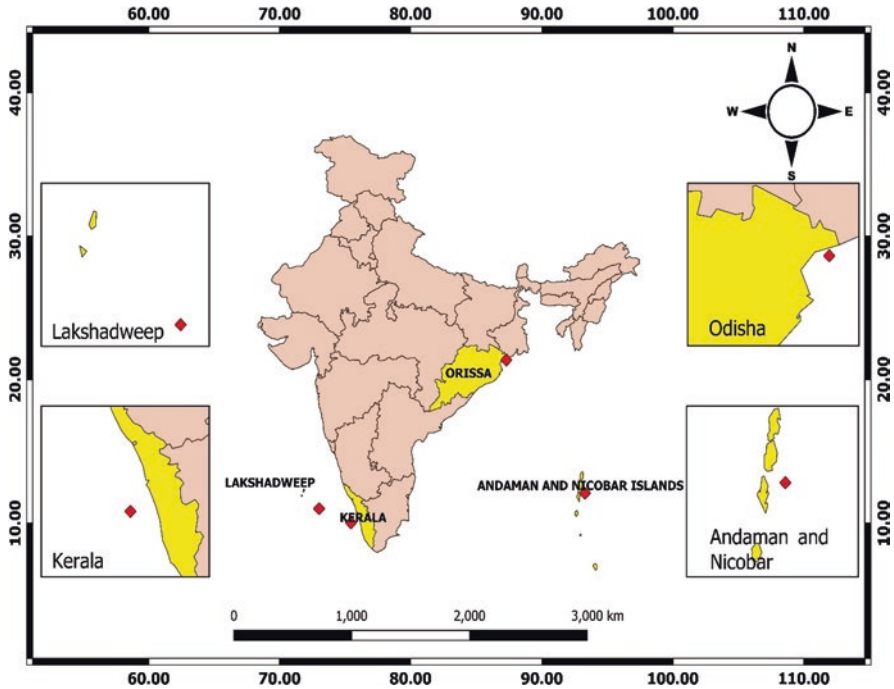 60.00 70.00 80.00 90.00 100.00 110.00
40.00
40.00
N
W E
S
30.00
30.00
Lakshadweep
Odisha
20.00
20.00
ORISSA
LAKSHADWEEP
ANDAMAN AND NICOBAR ISLANDS
KERALA
10.00
10.00
Kerala
Andaman and
Nicobar
0 1,000 2,000 3,000 km
60.00 70.00 80.00 90.00 100.00 110.00